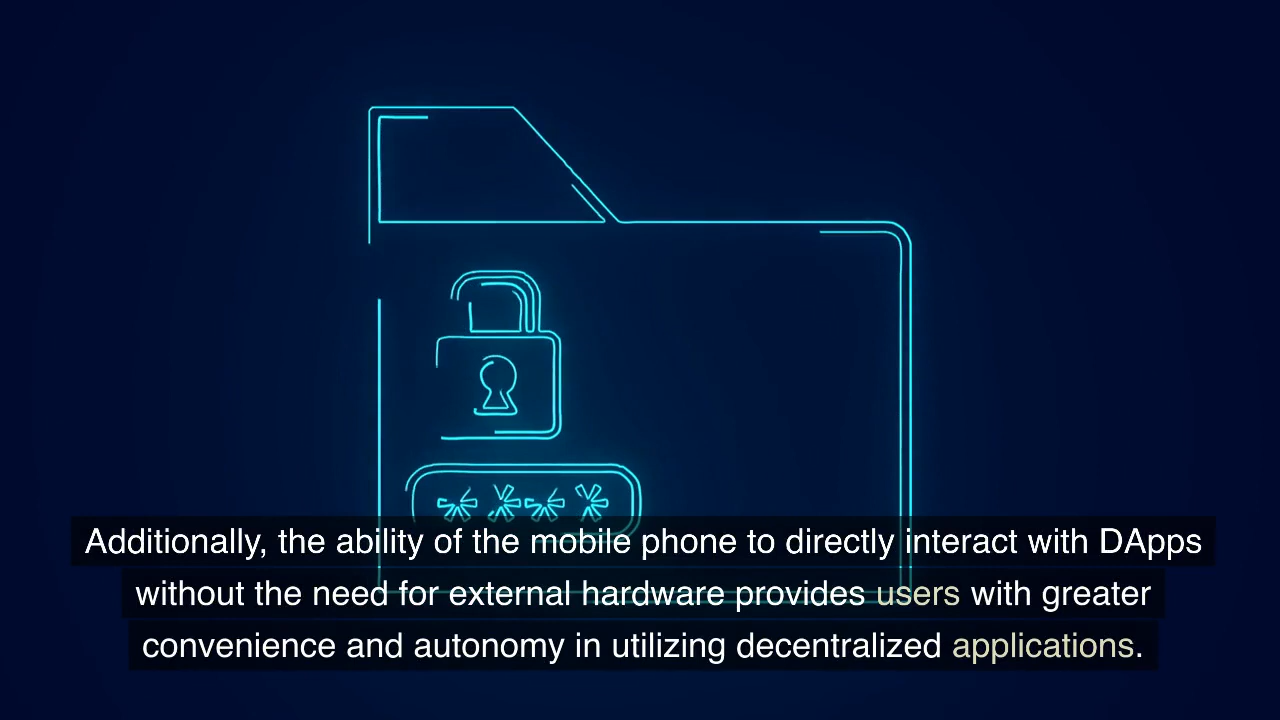 Additionally, the ability of the mobile phone to directly interact with DApps
without the need for external hardware provides users with greater
convenience and autonomy in utilizing decentralized applications.